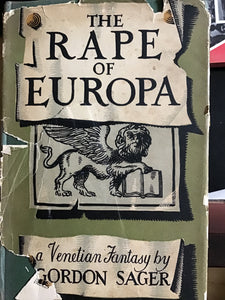 THE
RAPE
OF
EUROPA
a Venetian Fantasy by
GORDON SAGER